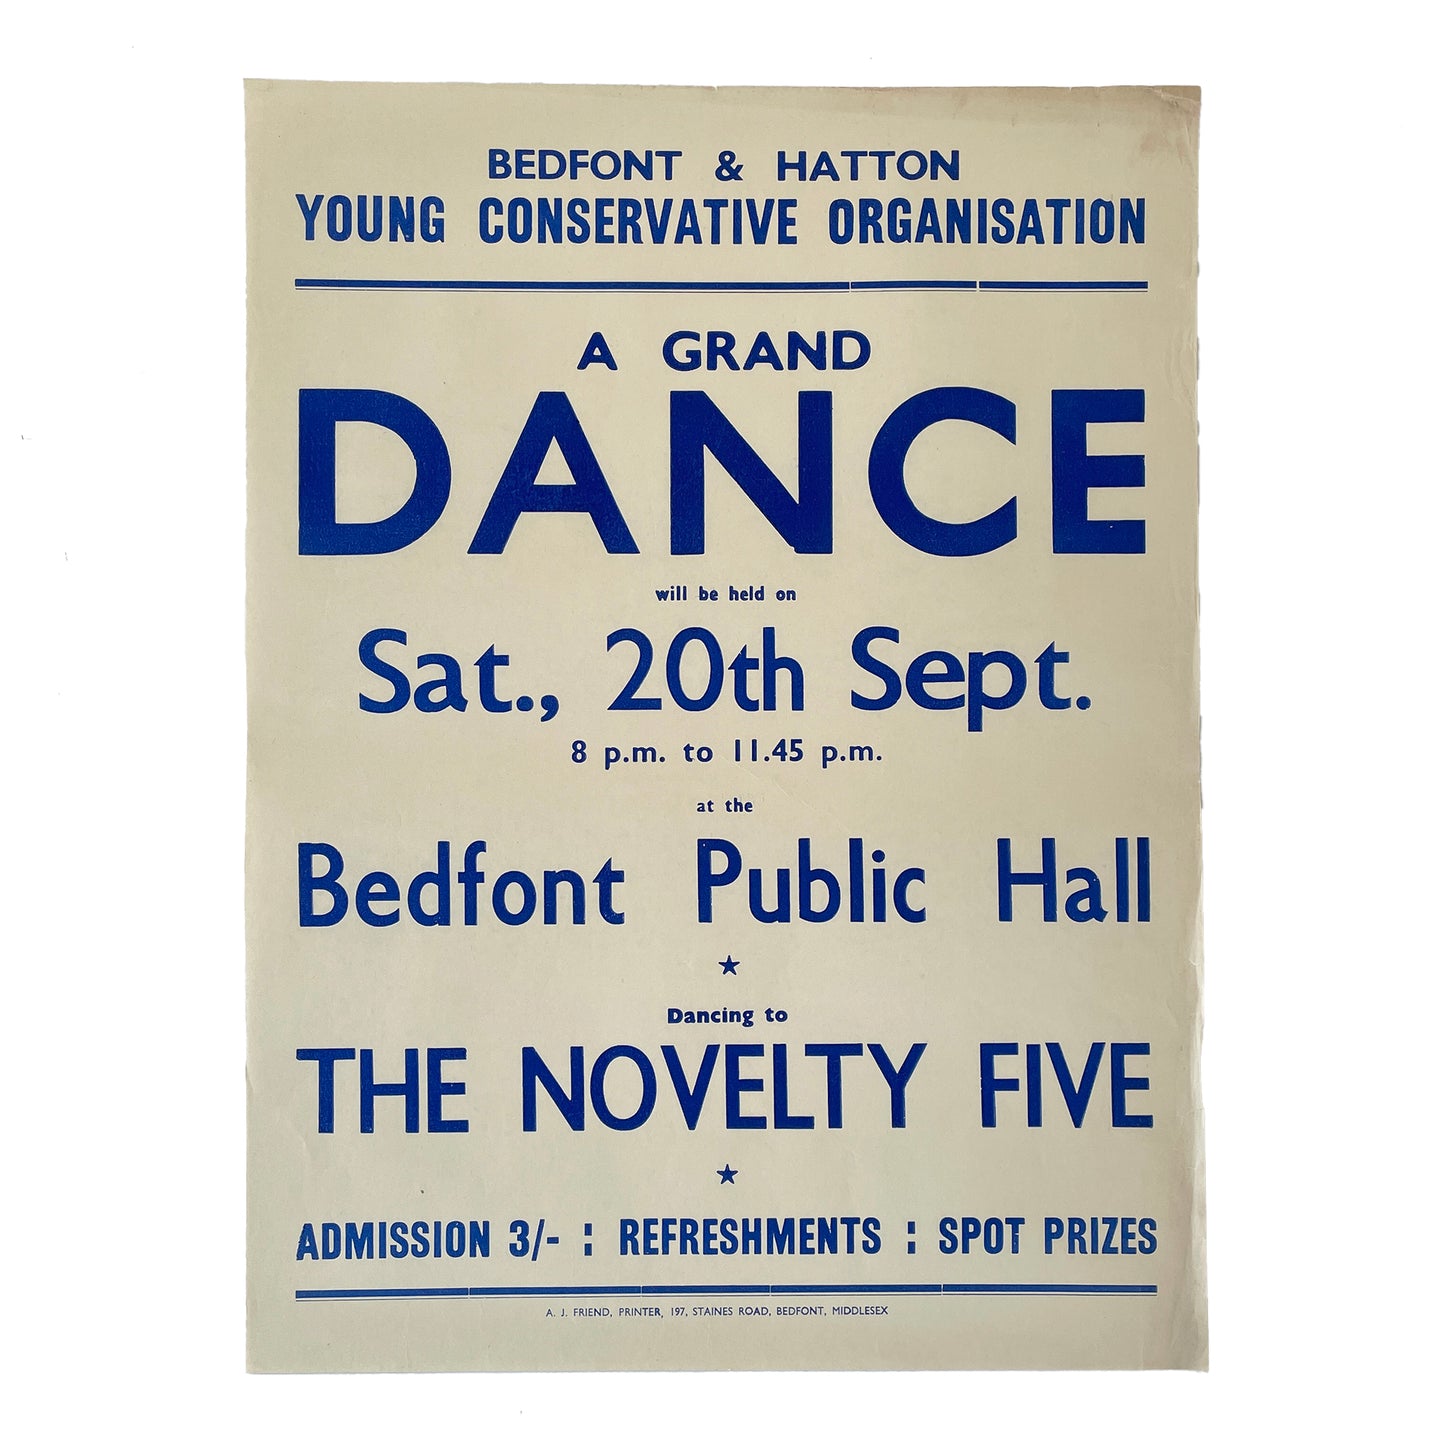 BEDFONT & HATTON
YOUNG CONSERVATIVE ORGANISATION
A GRAND
DANCE
will be held on
Sat., 20th Sept.
8 p.m. to 11.45 p.m.
at the
Bedfont Public Hall
Dancing to
THE NOVELTY FIVE
ADMISSION 3/- : REFRESHMENTS : SPOT PRIZES
A. J. FRIEND, PRINTER, 197, STAINES ROAD, BEDFONT, MIDDLESEX